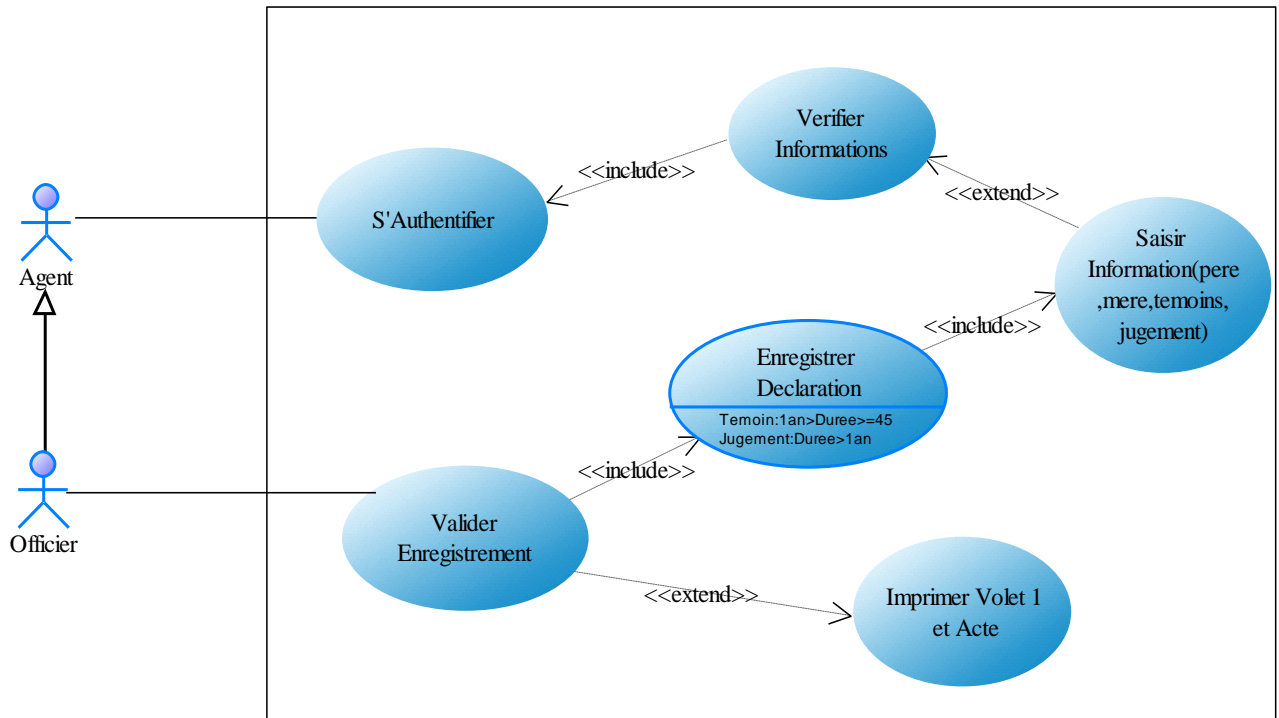 Verifier
Informations
<<include>>
<<extend>>
S'Authentifier
Agent
Saisir
Information(pere
,mere,temoins,
jugement)
<<include>>
Enregistrer
Declaration
Temoin:1an>Duree>=45
Jugement:Duree>1an
<<include>>
Officier
Valider
Enregistrement
<<extend>>
Imprimer Volet 1
et Acte